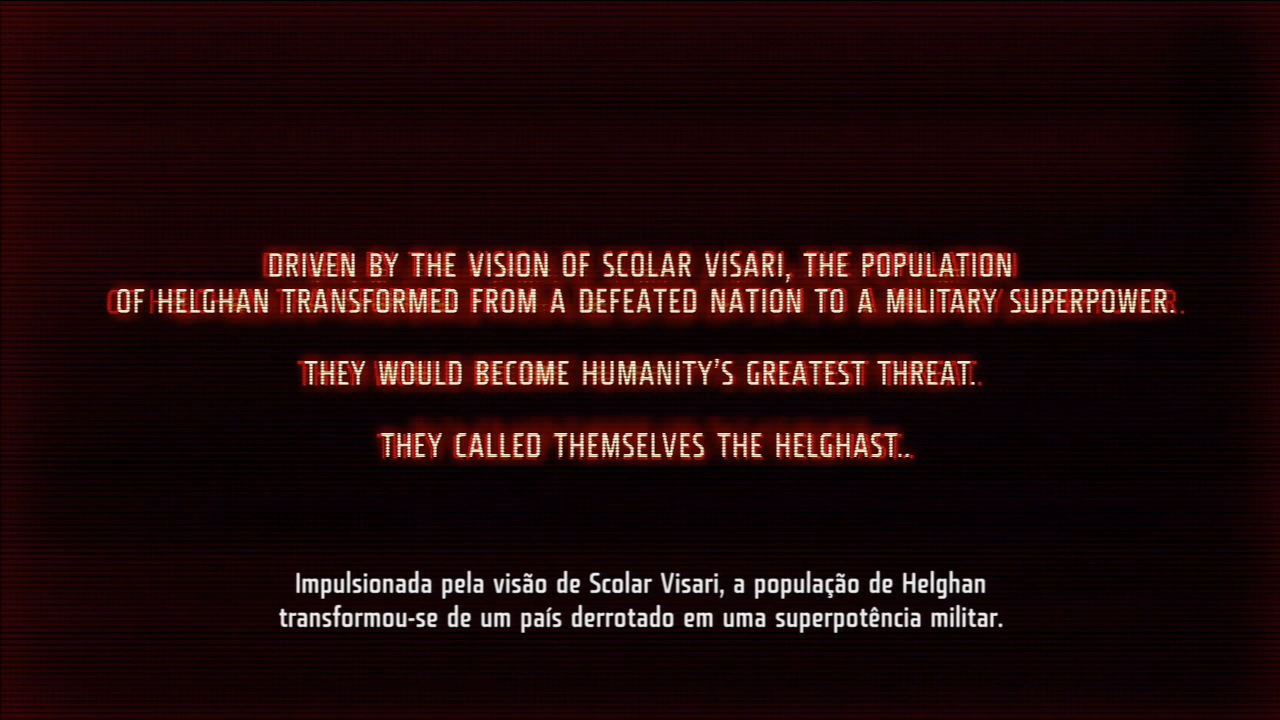 DRIVEN BY THE VISION OF SCOLAR VISARI, THE POPULATION
OF HELGHAN TRANSFORMED FROM A DEFEATED NATION TO A MILITARY SUPERPOWER.
THEY WOULD BECOME HUMANITY'S GREATEST THREAT.
THEY CALLED THEMSELVES THE HELGHAST..
Impulsionada pela visão de Scolar Visari, a população de Helghan
transformou-se de um país derrotado em uma superpotência militar.